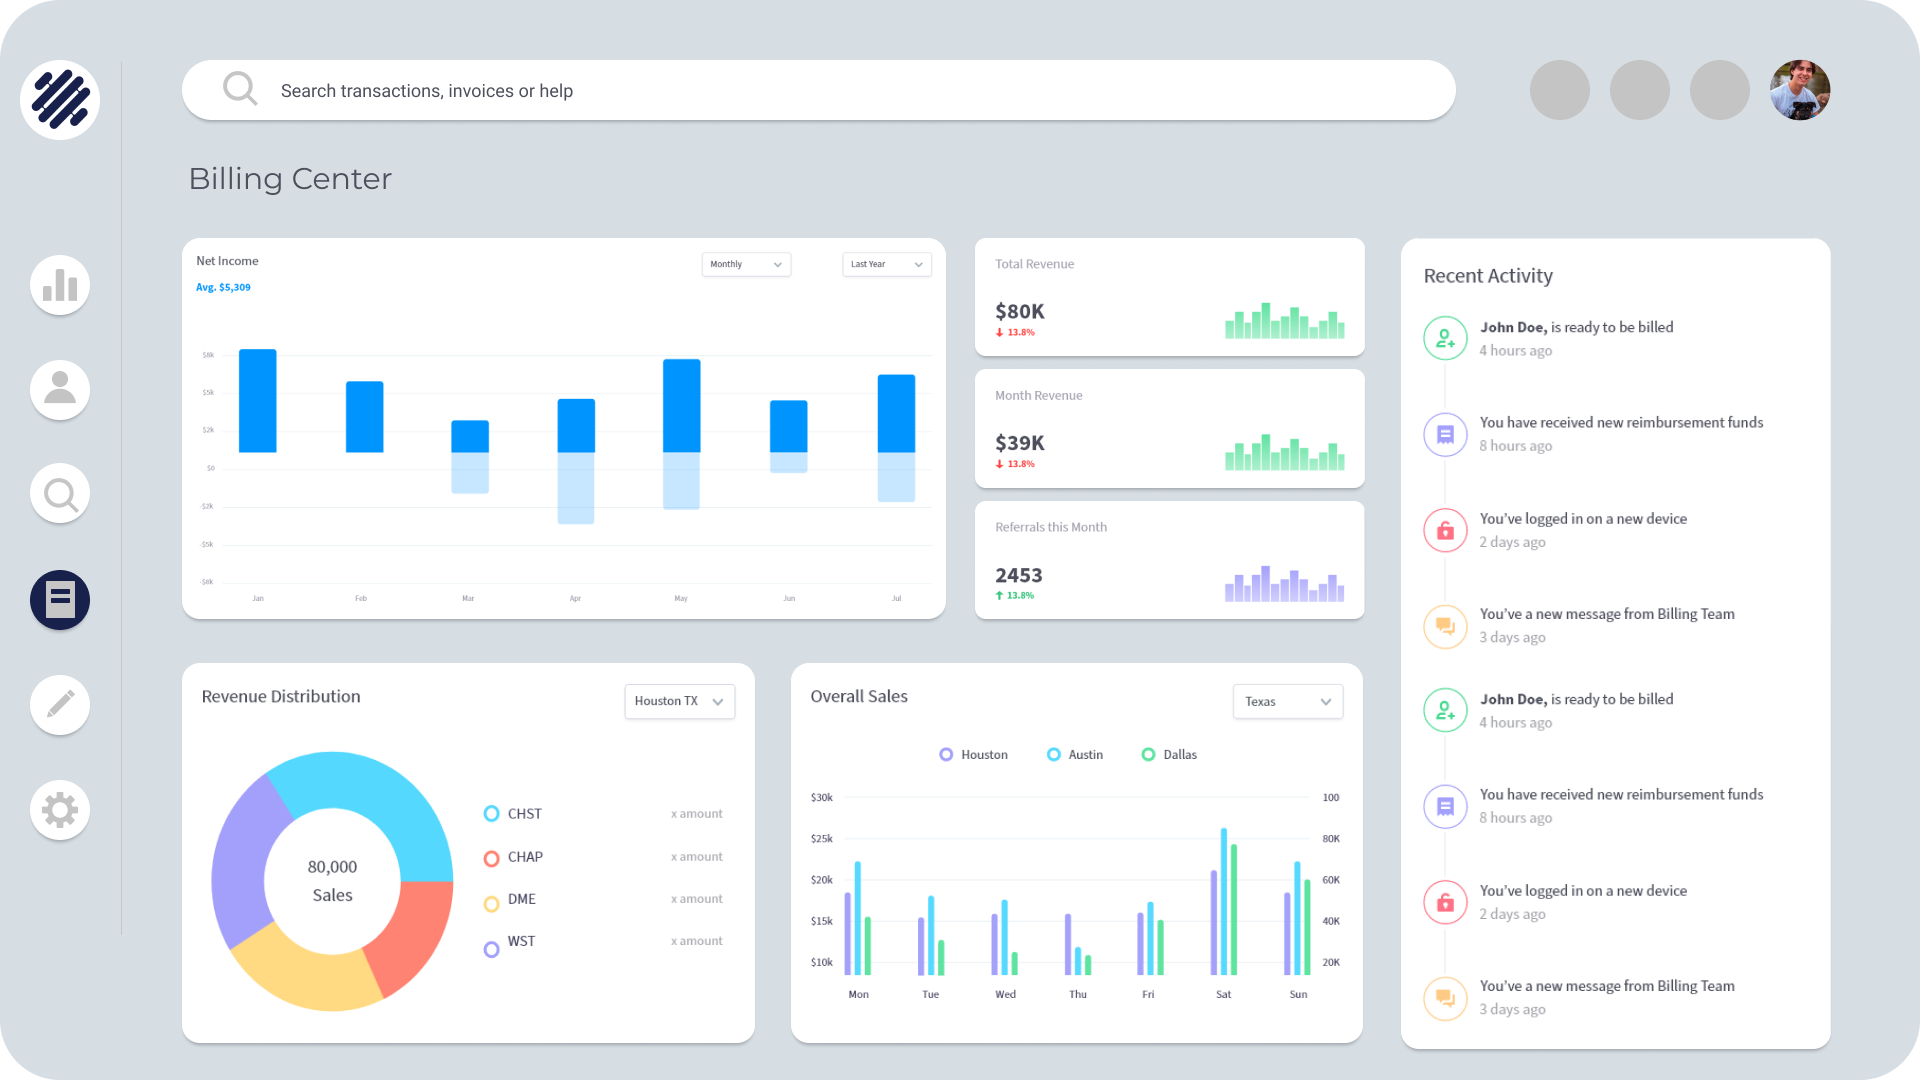 Search transactions, invoices or help
Billing Center
Net Income
Monthly
Last Year
Avg. $5,309
$8k
$5k
$2k
$0
-$2k
-$5k
-$8k
Jan
Feb
Mar
Apr
May
Jun
Jul
Total Revenue
$80K
13.8%
Month Revenue
$39K
13.8%
Referrals this Month
2453
13.8%
Recent Activity
John Doe, is ready to be billed
4 hours ago
You have received new reimbursement funds
8 hours ago
You’ve logged in on a new device
2 days ago
You’ve a new message from Billing Team
3 days ago
John Doe, is ready to be billed
4 hours ago
You have received new reimbursement funds
8 hours ago
You’ve logged in on a new device
2 days ago
You’ve a new message from Billing Team
3 days ago
Revenue Distribution
Houston TX
80,000
Sales
CHST x amount
CHAP x amount
DME x amount
WST x amount
Overall Sales
Texas
Houston
Austin
Dallas
$30k 100
$25k 80K
$20k 60K
$15k 40K
$10k 20K
Mon
Tue
Wed
Thu
Fri
Sat
Sun